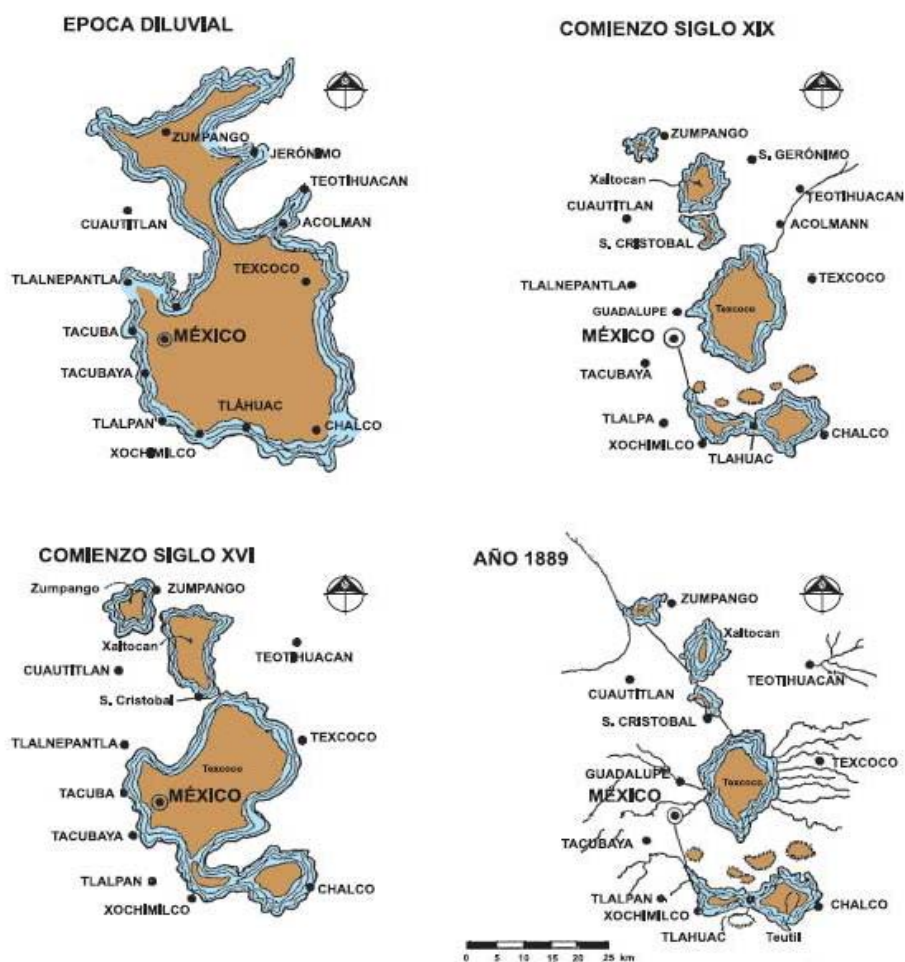 EPOCA DILUVIAL
ZUMPANGO
JERÓNIMO
TEOTIHUACAN
CUAUTITLAN
ACOLMAN
TLALNEPANTLA
TEXCOCO
TACUBA
MÉXICO
TACUBAYA
TLÁHUAC
TLALPAN
CHALCO
XOCHIMILCO
COMIENZO SIGLO XIX
ZUMPANGO
S. GERÓNIMO
Xaltocan
TEOTIHUACAN
CUAUTÍTLAN
ACOLMANN
S. CRISTOBAL
TLALNEPANTLA
TEXCOCO
GUADALUPE
Texcoco
MÉXICO
TACUBAYA
TLALPA
XOCHIMILCO
CHALCO
TLAHUAC
COMIENZO SIGLO XVI
Zumpango
ZUMPANGO
Xaltocan
TEOTIHUACAN
CUAUTÍTLAN
S. Cristobal
TLALNEPANTLA
TEXCOCO
Texcoco
TACUBA
MÉXICO
TACUBAYA
TLALPAN
CHALCO
XOCHIMILCO
AÑO 1889
ZUMPANGO
Xaltocan
TEOTIHUACAN
CUAUTITLAN
S. CRISTOBAL
GUADALUPE
Texcoco
TEXCOCO
MÉXICO
TACUBAYA
TLALPAN
XOCHIMILCO
CHALCO
TLAHUAC
Teutil
0 5 10 15 20 25 km